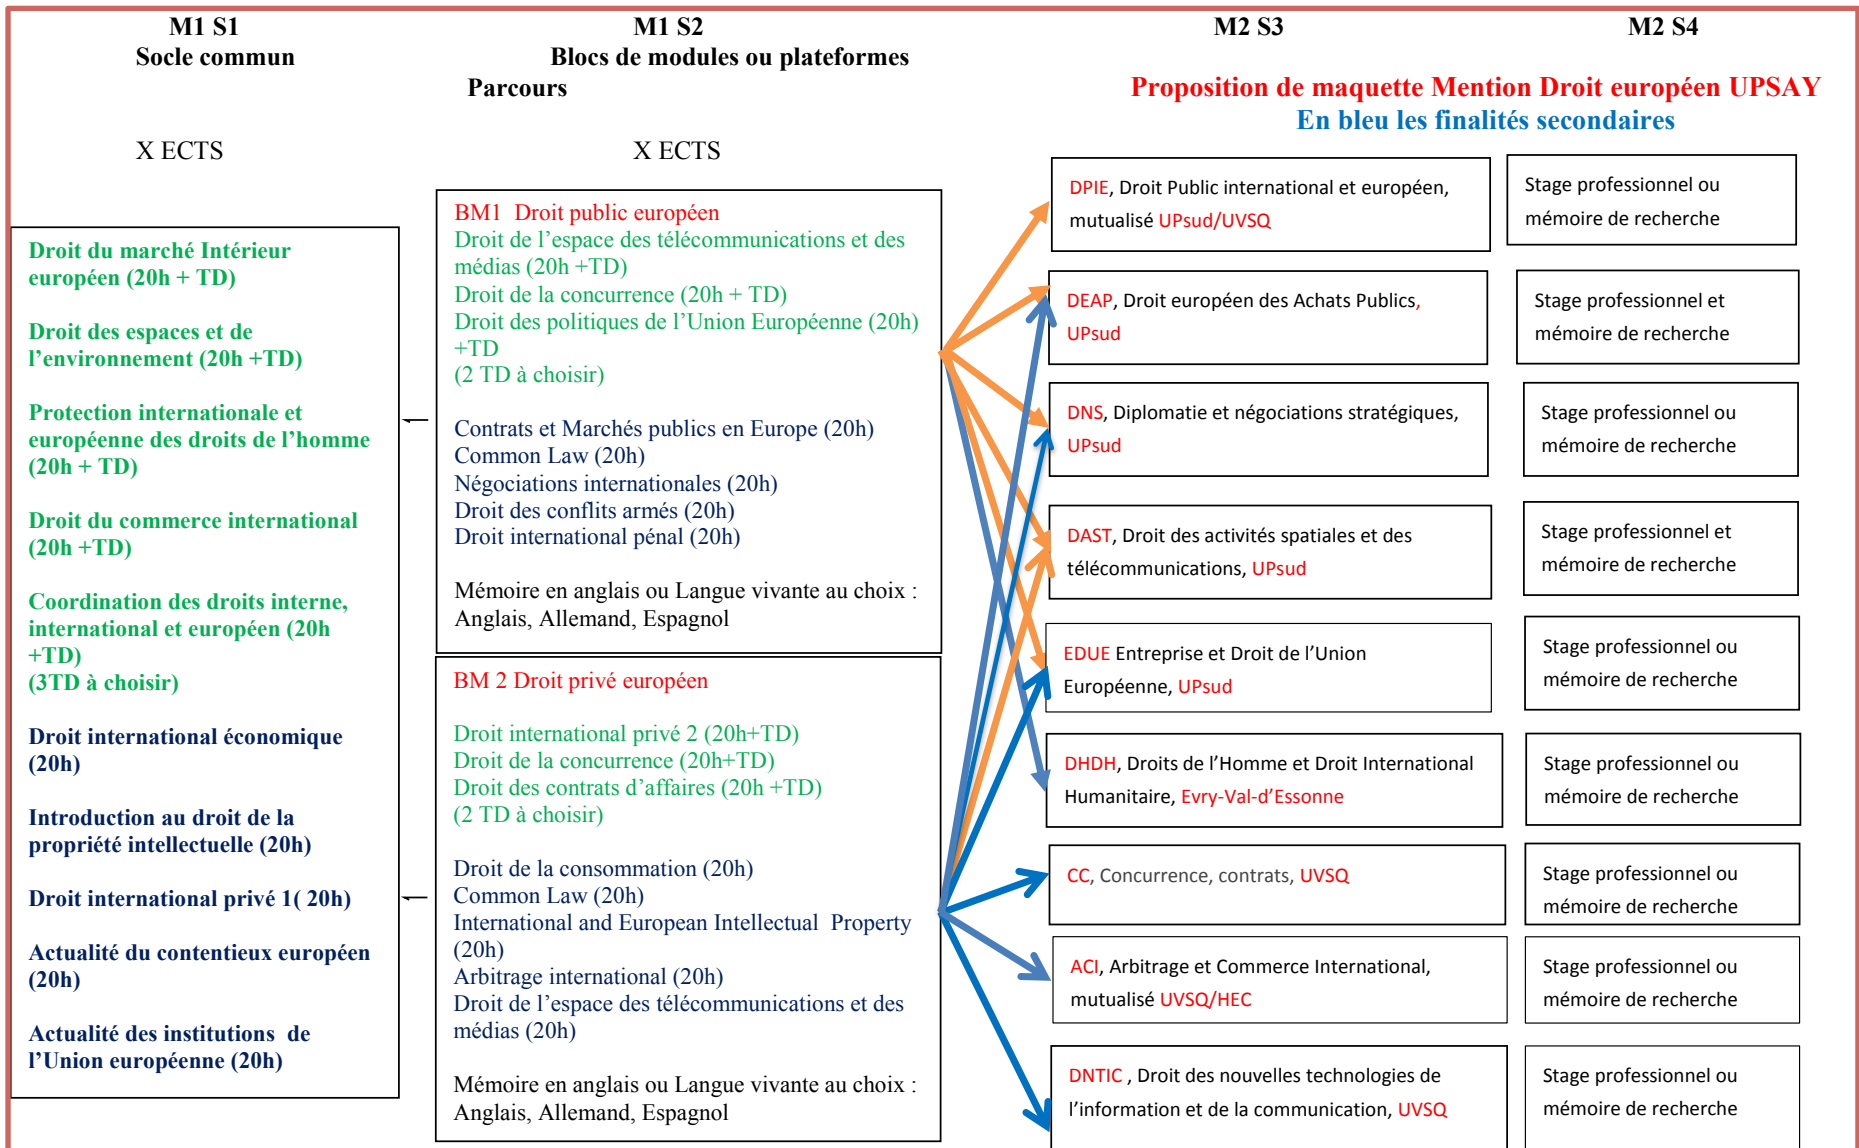 M1 S1
Socle commun
X ECTS
Droit du marché Intérieur
européen (20h + TD)
Droit des espaces et de
l’environnement (20h +TD)
Protection internationale et
européenne des droits de l’homme
(20h + TD)
Droit du commerce international
(20h +TD)
Coordination des droits interne,
international et européen (20h
+TD)
(3TD à choisir)
Droit international économique
(20h)
Introduction au droit de la
propriété intellectuelle (20h)
Droit international privé 1( 20h)
Actualité du contentieux européen
(20h)
Actualité des institutions de
l’Union européenne (20h)
M1 S2
Blocs de modules ou plateformes
Parcours
X ECTS
BM1 Droit public européen
Droit de l’espace des télécommunications et des
médias (20h +TD)
Droit de la concurrence (20h + TD)
Droit des politiques de l’Union Européenne (20h)
+TD
(2 TD à choisir)
Contrats et Marchés publics en Europe (20h)
Common Law (20h)
Négociations internationales (20h)
Droit des conflits armés (20h)
Droit international pénal (20h)
Mémoire en anglais ou Langue vivante au choix :
Anglais, Allemand, Espagnol
BM 2 Droit privé européen
Droit international privé 2 (20h+TD)
Droit de la concurrence (20h+TD)
Droit des contrats d’affaires (20h +TD)
(2 TD à choisir)
Droit de la consommation (20h)
Common Law (20h)
International and European Intellectual Property
(20h)
Arbitrage international (20h)
Droit de l’espace des télécommunications et des
médias (20h)
Mémoire en anglais ou Langue vivante au choix :
Anglais, Allemand, Espagnol
M2 S3
M2 S4
Proposition de maquette Mention Droit européen UPSAY
En bleu les finalités secondaires
DPIE, Droit Public international et européen,
mutualisé UPsud/UVSQ
Stage professionnel ou
mémoire de recherche
DEAP, Droit européen des Achats Publics,
UPsud
Stage professionnel et
mémoire de recherche
DNS, Diplomatie et négociations stratégiques,
UPsud
Stage professionnel ou
mémoire de recherche
DAST, Droit des activités spatiales et des
télécommunications, UPsud
Stage professionnel et
mémoire de recherche
EDUE Entreprise et Droit de l’Union
Européenne, UPsud
Stage professionnel ou
mémoire de recherche
DHDH, Droits de l’Homme et Droit International
Humanitaire, Evry-Val-d’Essonne
Stage professionnel ou
mémoire de recherche
CC, Concurrence, contrats, UVSQ
Stage professionnel ou
mémoire de recherche
ACI, Arbitrage et Commerce International,
mutualisé UVSQ/HEC
Stage professionnel ou
mémoire de recherche
DNTIC , Droit des nouvelles technologies de
l’information et de la communication, UVSQ
Stage professionnel ou
mémoire de recherche